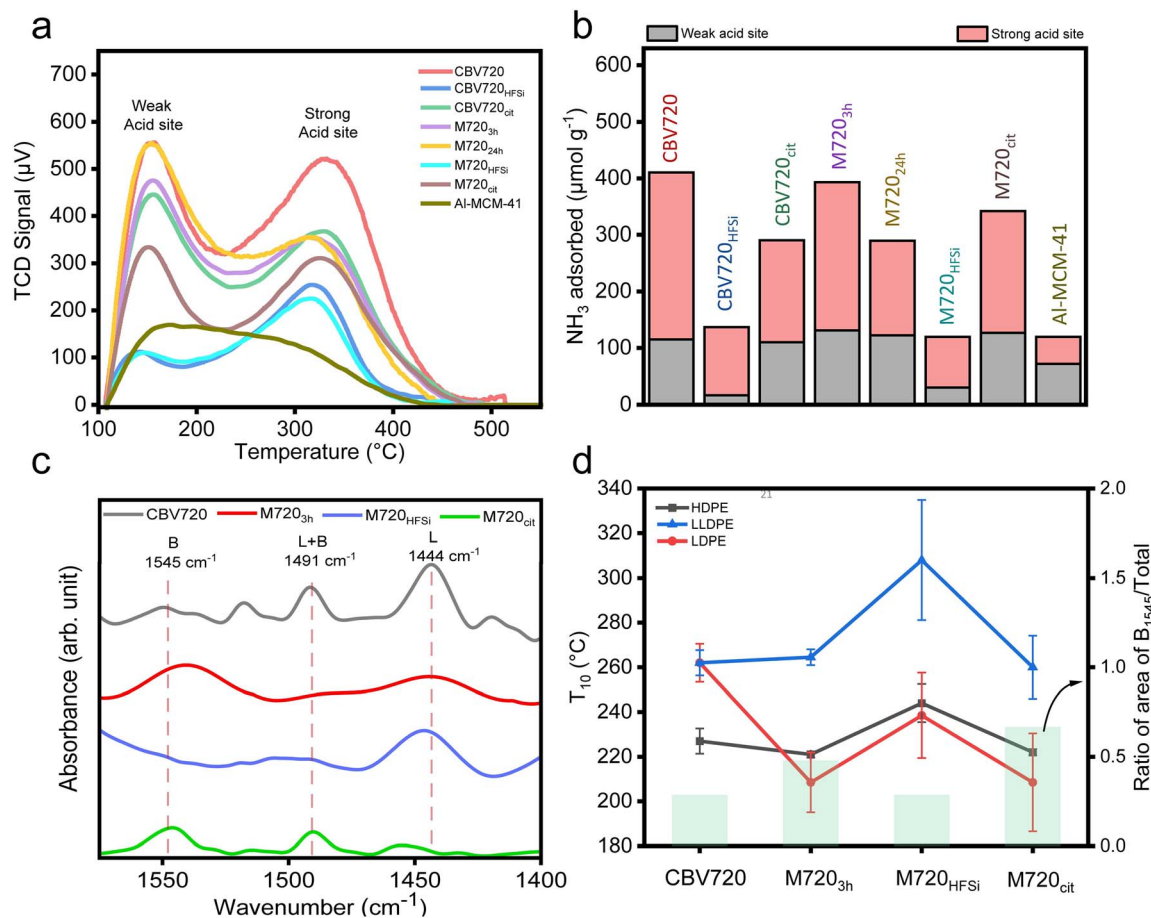 a
TCD Signal (µV)
700
600
500
400
300
200
100
0
100
200
300
400
500
Temperature (°C)
Weak
Acid site
Strong
Acid site
CBV720
CBV720HFSi
CBV720cit
M7203h
M72024h
M720HFSi
M720cit
Al-MCM-41
b
Weak acid site
Strong acid site
NH3 adsorbed (µmol g-1)
600
500
400
300
200
100
0
CBV720
CBV720HFSi
CBV720cit
M7203h
M72024h
M720HFSi
M720cit
Al-MCM-41
c
CBV720
M7203h
M720HFSi
M720cit
B
1545 cm-1
L+B
1491 cm-1
L
1444 cm-1
Absorbance (arb. unit)
1550
1500
1450
1400
Wavenumber (cm-1)
d
21
HDPE
LLDPE
LDPE
T10 (°C)
340
320
300
280
260
240
220
200
180
2.0
1.5
1.0
0.5
0.0
Ratio of area of B1545/Total
CBV720
M7203h
M720HFSi
M720cit